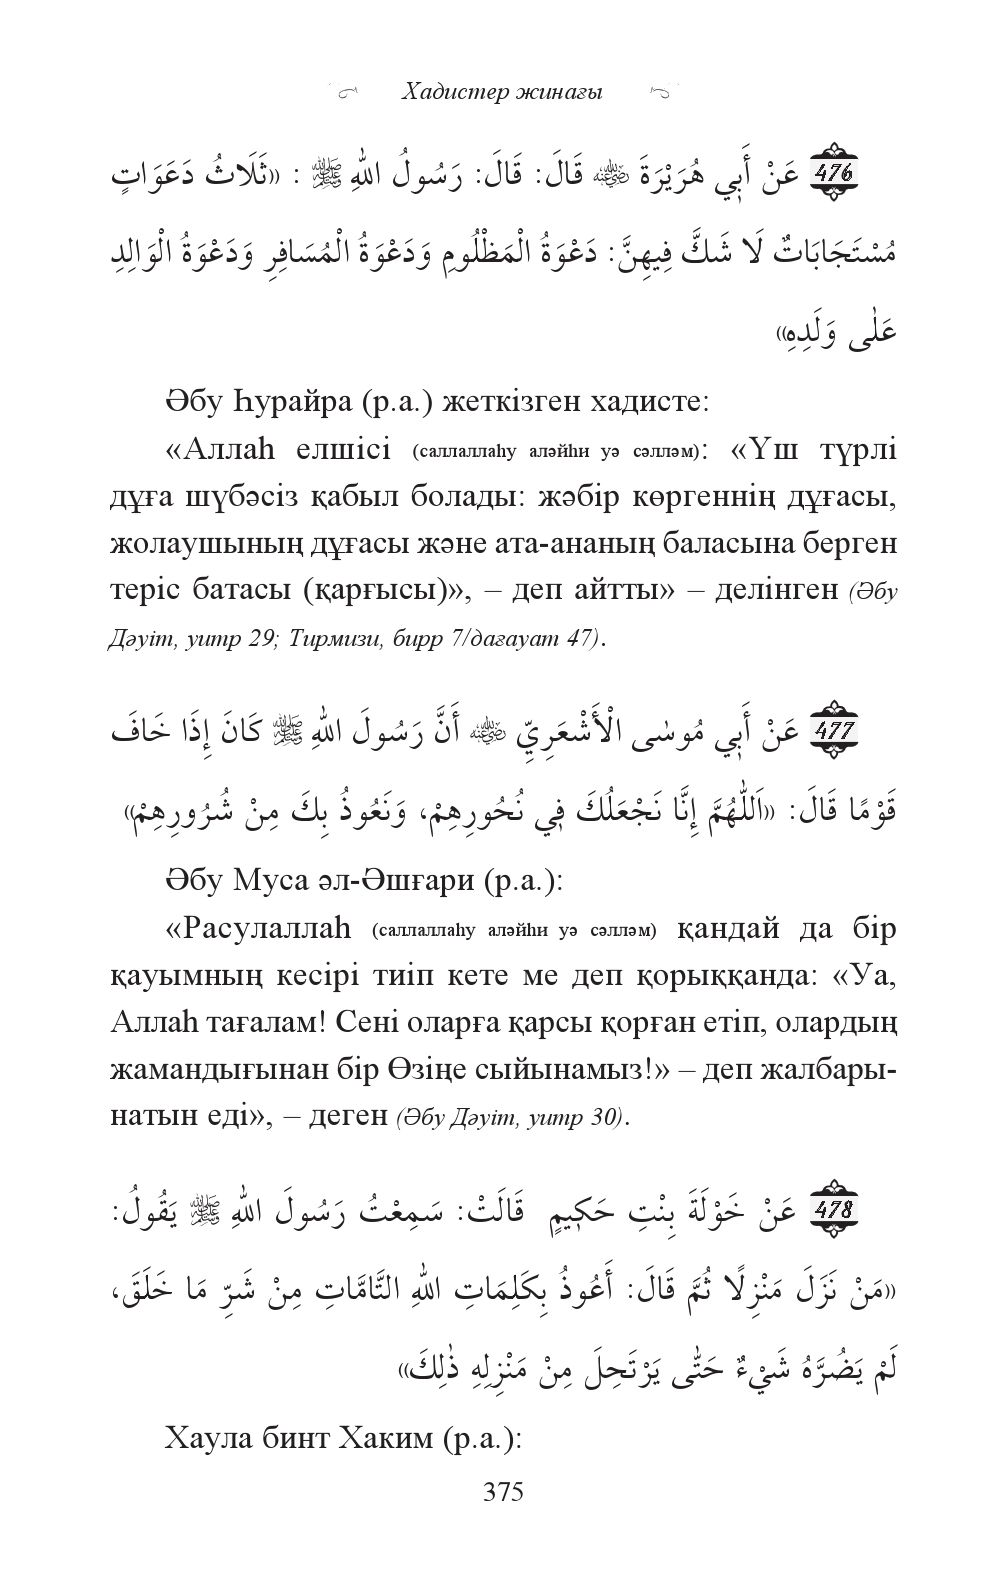 Хадистер жинағы
476 عَنْ أَبِي هُرَيْرَةَ ﵁ قَالَ: قَالَ: رَسُولُ اللهِ ﷺ : «ثَلَاثُ دَعَوَاتٍ
مُسْتَجَابَاتٌ لَا شَكَّ فِيهِنَّ: دَعْوَةُ الْمَظْلُومِ وَدَعْوَةُ الْمُسَافِرِ وَدَعْوَةُ الْوَالِدِ
عَلٰى وَلَدِهِ»
Әбу Һурайра (р.а.) жеткізген хадисте:
«Аллаһ елшісі (саллаллаһу аләйһи уә сәлләм): «Үш түрлі
дұға шүбәсіз қабыл болады: жәбір көргеннің дұғасы,
жолаушының дұғасы және ата-ананың баласына берген
теріс батасы (қарғысы)», – деп айтты» – делінген (Әбу
Дәуіт, уитр 29; Тирмизи, бирр 7/дағауат 47).
477 عَنْ أَبِي مُوسٰى الْأَشْعَرِيِّ ﵁ أَنَّ رَسُولَ اللهِ ﷺ كَانَ إِذَا خَافَ
قَوْمًا قَالَ: «اَللّٰهُمَّ إِنَّا نَجْعَلُكَ فِي نُحُورِهِمْ، وَنَعُوذُ بِكَ مِنْ شُرُورِهِمْ»
Әбу Муса әл-Әшғари (р.а.):
«Расулаллаһ (саллаллаһу аләйһи уә сәлләм) қандай да бір
қауымның кесірі тиіп кете ме деп қорыққанда: «Уа,
Аллаһ тағалам! Сені оларға қарсы қорған етіп, олардың
жамандығынан бір Өзіңе сыйынамыз!» – деп жалбары-
натын еді», – деген (Әбу Дәуіт, уитр 30).
478 عَنْ خَوْلَةَ بِنْتِ حَكِيمٍ قَالَتْ: سَمِعْتُ رَسُولَ اللهِ ﷺ يَقُولُ:
«مَنْ نَزَلَ مَنْزِلًا ثُمَّ قَالَ: أَعُوذُ بِكَلِمَاتِ اللهِ التَّامَّاتِ مِنْ شَرِّ مَا خَلَقَ،
لَمْ يَضُرَّهُ شَيْءٌ حَتّٰى يَرْتَحِلَ مِنْ مَنْزِلِهِ ذٰلِكَ»
Хаула бинт Хаким (р.а.):
375